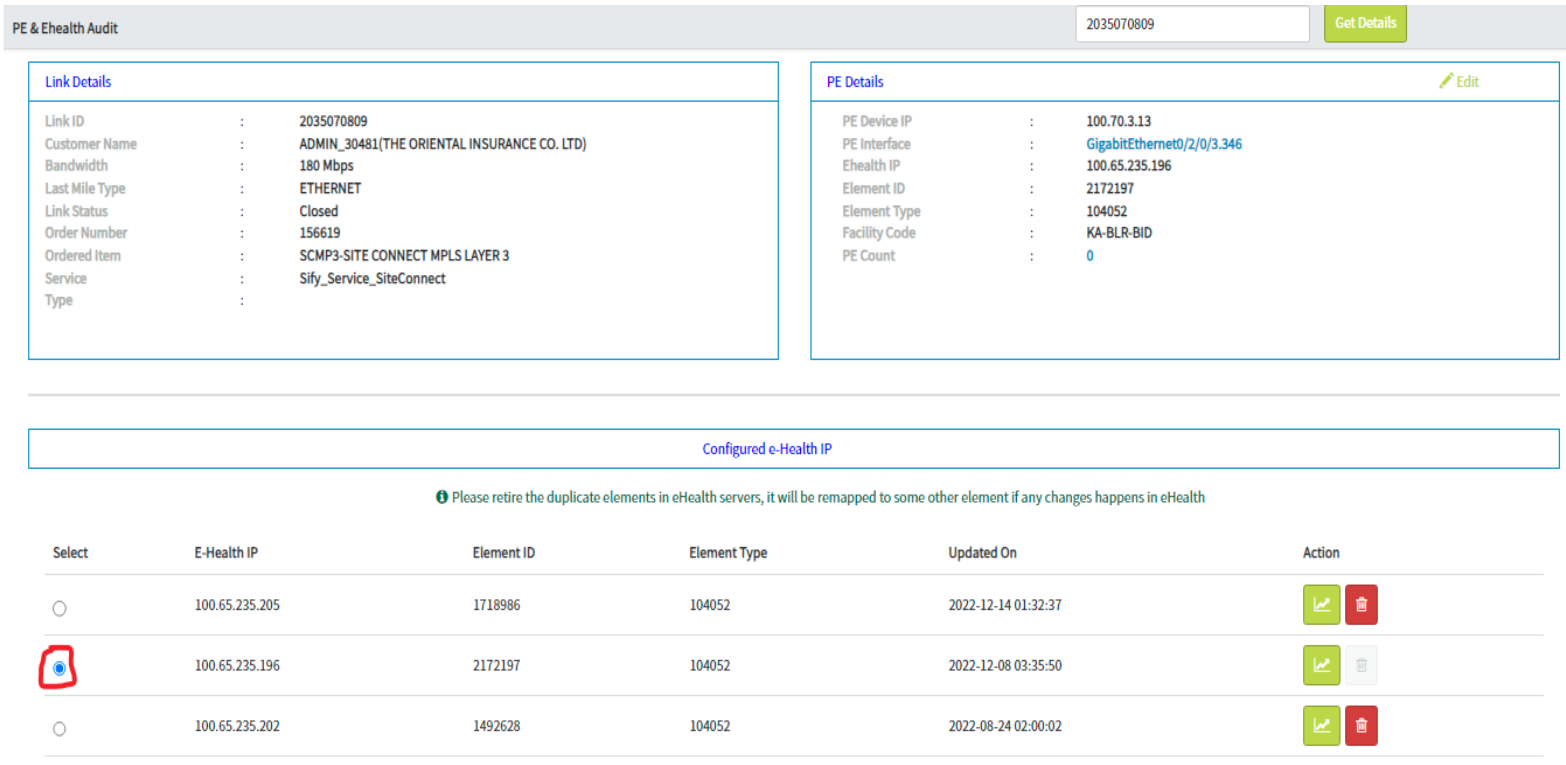 PE & Ehealth Audit
2035070809
Get Details
Link Details
Link ID : 2035070809
Customer Name : ADMIN_30481(THE ORIENTAL INSURANCE CO. LTD)
Bandwidth : 180 Mbps
Last Mile Type : ETHERNET
Link Status : Closed
Order Number : 156619
Ordered Item : SCMP3-SITE CONNECT MPLS LAYER 3
Service : Sify_Service_SiteConnect
Type :
PE Details
Edit
PE Device IP : 100.70.3.13
PE Interface : GigabitEthernet0/2/0/3.346
Ehealth IP : 100.65.235.196
Element ID : 2172197
Element Type : 104052
Facility Code : KA-BLR-BID
PE Count : 0
Configured e-Health IP
Please retire the duplicate elements in eHealth servers, it will be remapped to some other element if any changes happens in eHealth
Select E-Health IP Element ID Element Type Updated On Action
100.65.235.205 1718986 104052 2022-12-14 01:32:37
100.65.235.196 2172197 104052 2022-12-08 03:35:50
100.65.235.202 1492628 104052 2022-08-24 02:00:02